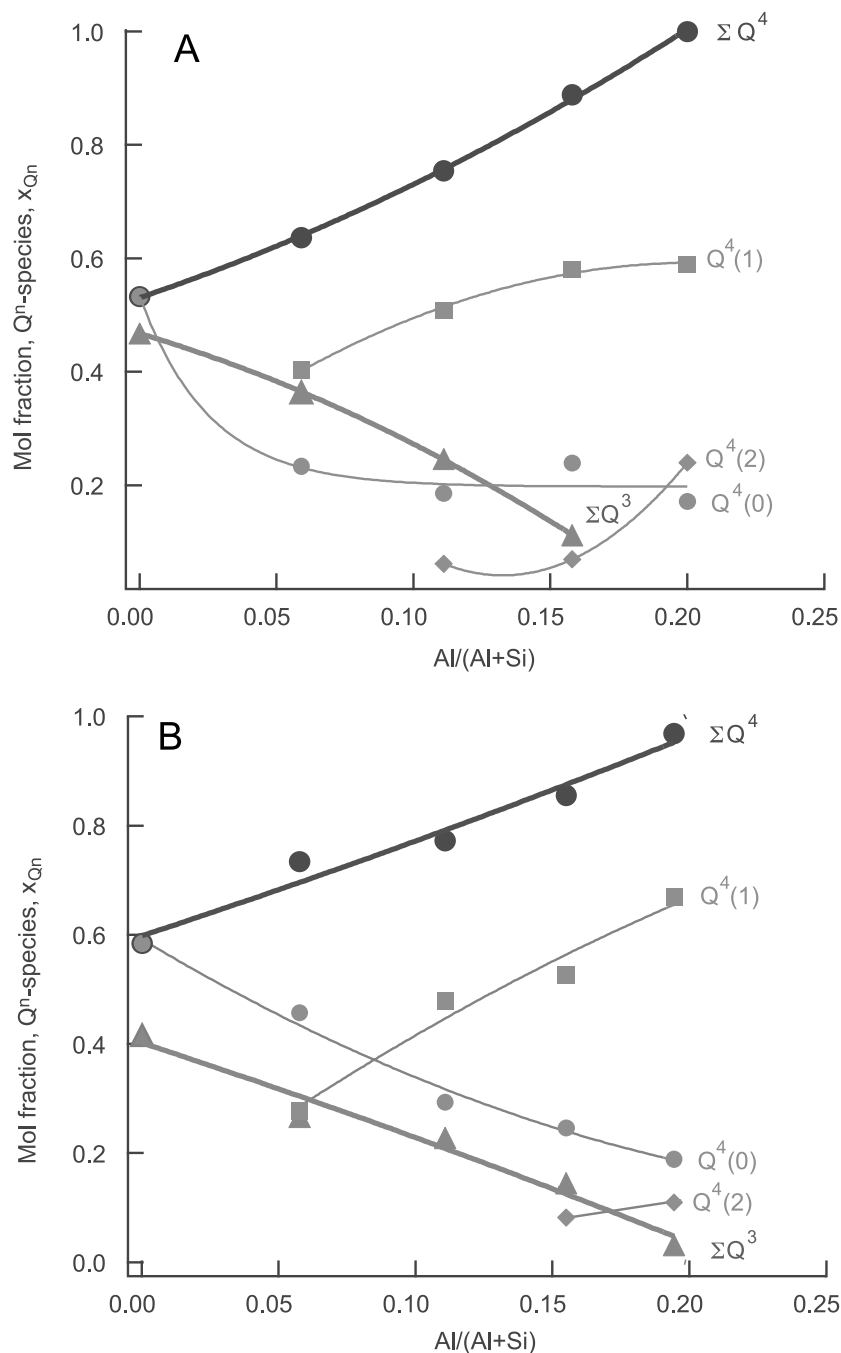 A
ΣQ⁴
1.0
0.8
Mol fraction, Qⁿ-species, x_Qn
0.6
Q⁴(1)
0.4
Q⁴(2)
0.2
ΣQ³
Q⁴(0)
0.00
0.05
0.10
0.15
0.20
0.25
Al/(Al+Si)
B
1.0
ΣQ⁴
0.8
Mol fraction, Qⁿ-species, x_Qn
Q⁴(1)
0.6
0.4
0.2
Q⁴(0)
Q⁴(2)
ΣQ³
0.0
0.00
0.05
0.10
0.15
0.20
0.25
Al/(Al+Si)